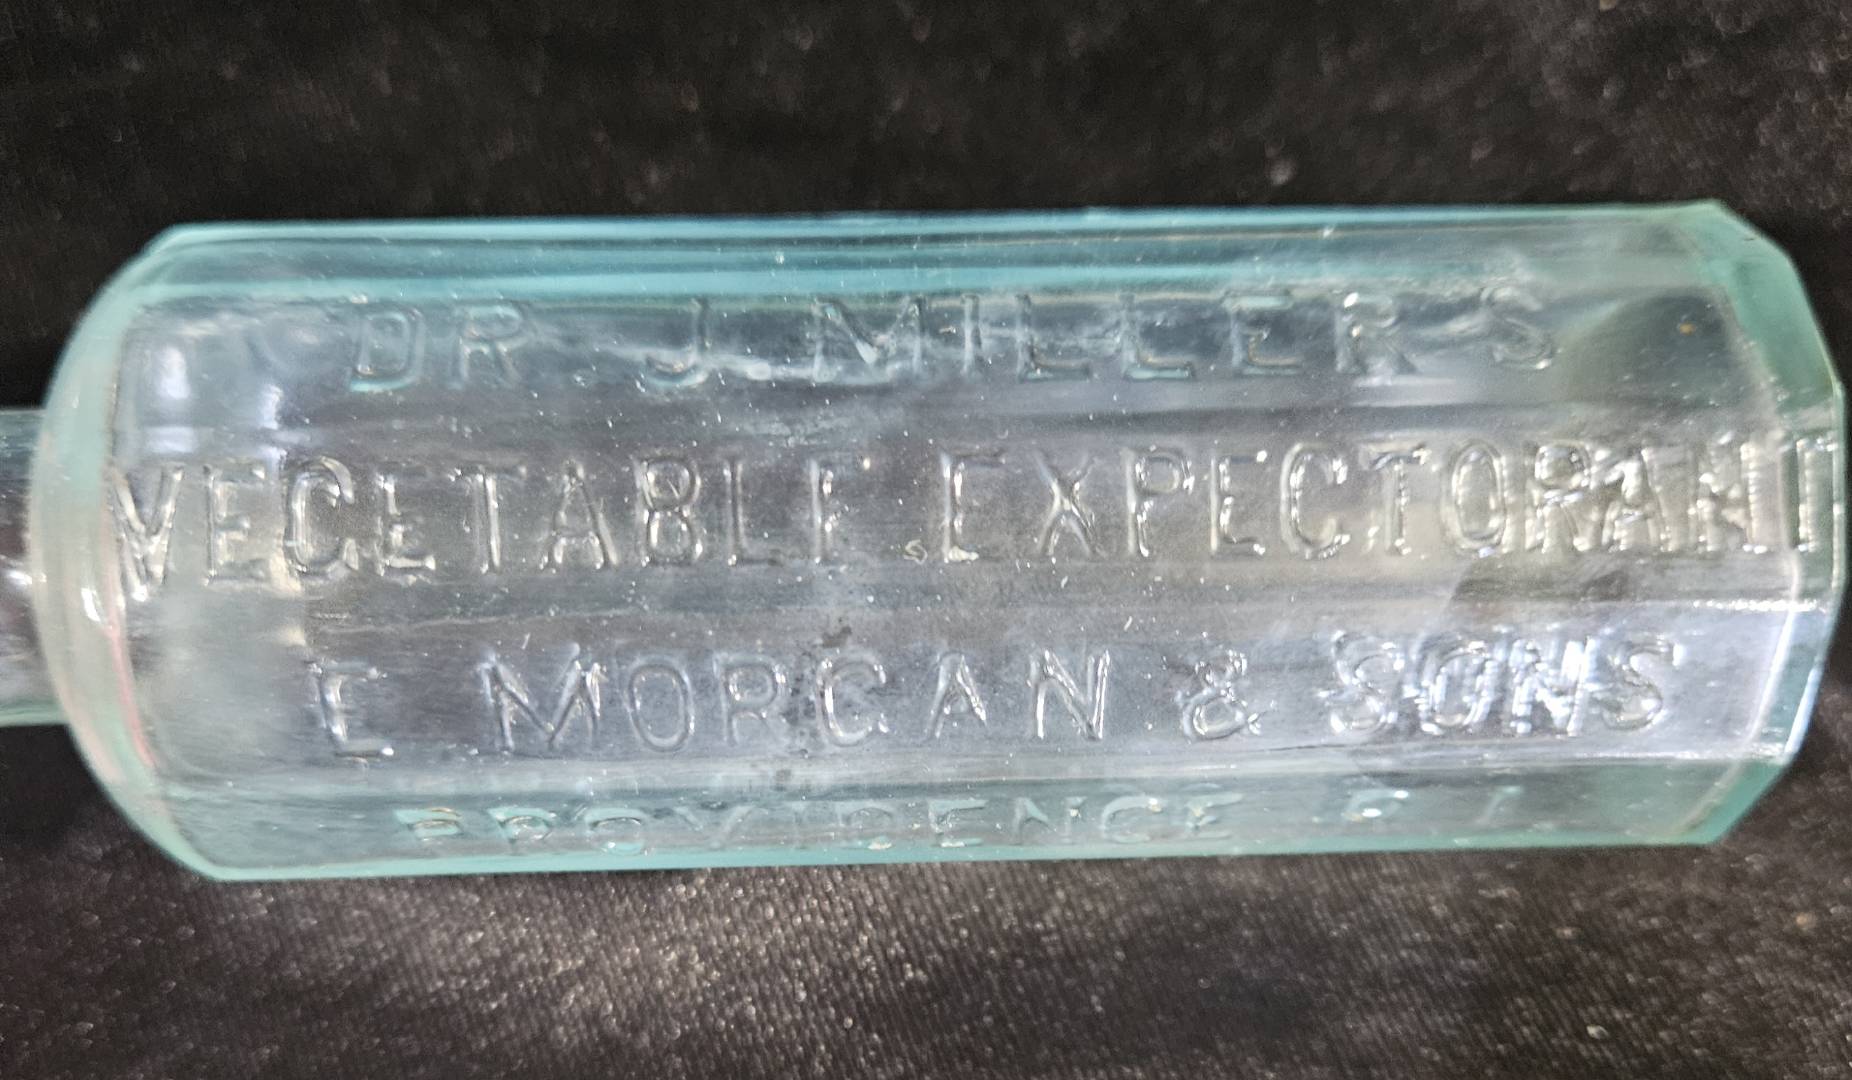 DR. J. MILLER'S
VEGETABLE EXPECTORANT
E. MORGAN & SONS
PROVIDENCE R.I.